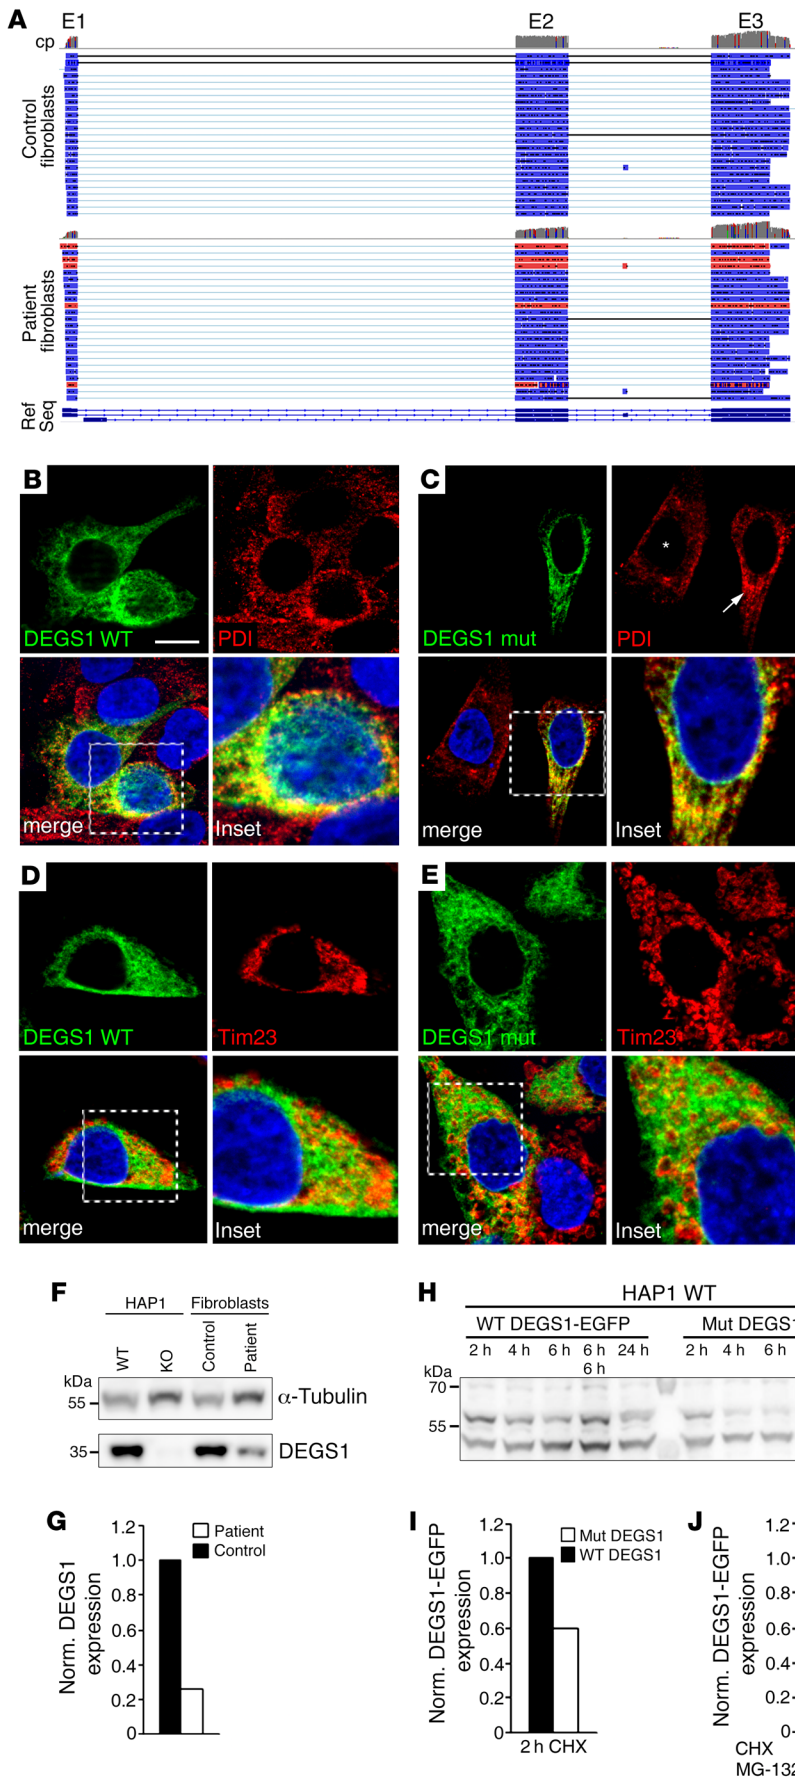 A
E1 E2 E3
cp
Control
fibroblasts
Patient
fibroblasts
Ref
Seq
B
DEGS1 WT
PDI
merge
Inset
C
DEGS1 mut
*
PDI
merge
Inset
D
DEGS1 WT
Tim23
merge
Inset
E
DEGS1 mut
Tim23
merge
Inset
F
HAP1 Fibroblasts
WT KO Control Patient
kDa
55
α-Tubulin
35
DEGS1
H
HAP1 WT
WT DEGS1-EGFP Mut DEGS1
2 h 4 h 6 h 6 h 24 h 2 h 4 h 6 h
6 h
kDa
70
55
G
Norm. DEGS1
expression
1.2
1.0
0.8
0.6
0.4
0.2
0
Patient
Control
I
Norm. DEGS1-EGFP
expression
1.2
1.0
0.8
0.6
0.4
0.2
0
Mut DEGS1
WT DEGS1
2 h CHX
J
Norm. DEGS1-EGFP
expression
1.2
1.0
0.8
0.6
0.4
0.2
0
CHX
MG-132